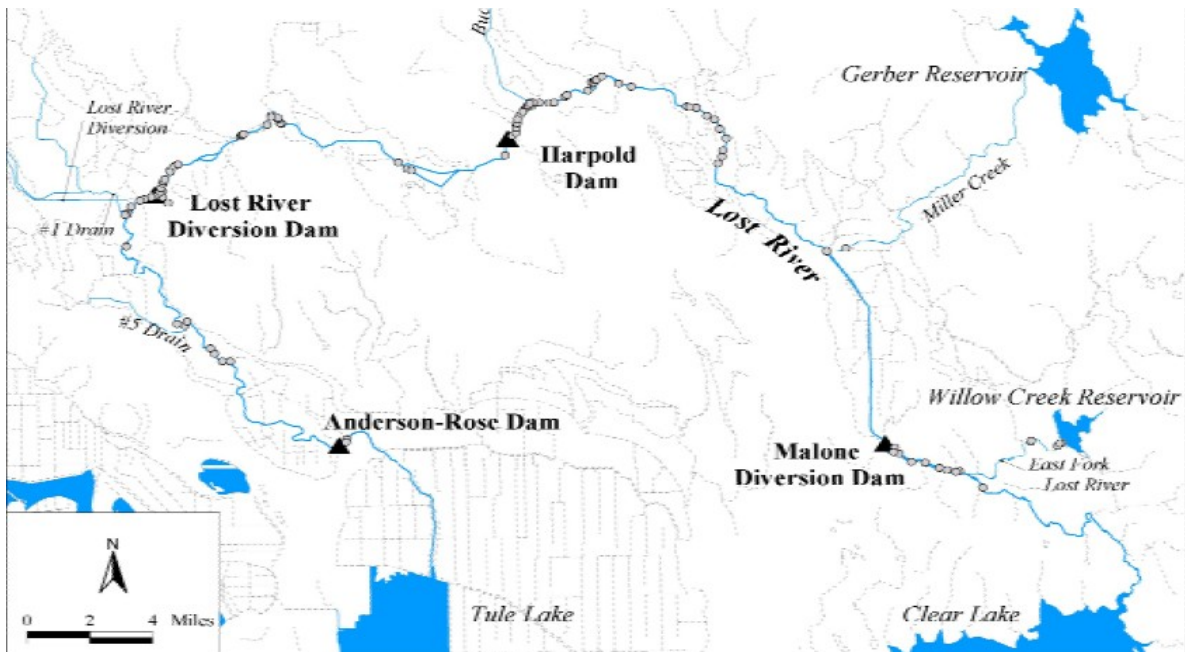 Gerber Reservoir
Lost River
Diversion
Harpold
Dam
Miller Creek
Lost River
Diversion Dam
#1 Drain
Lost River
#5 Drain
Willow Creek Reservoir
Anderson-Rose Dam
Malone
Diversion Dam
East Fork
Lost River
N
Tule Lake
Clear Lake
0 2 4 Miles